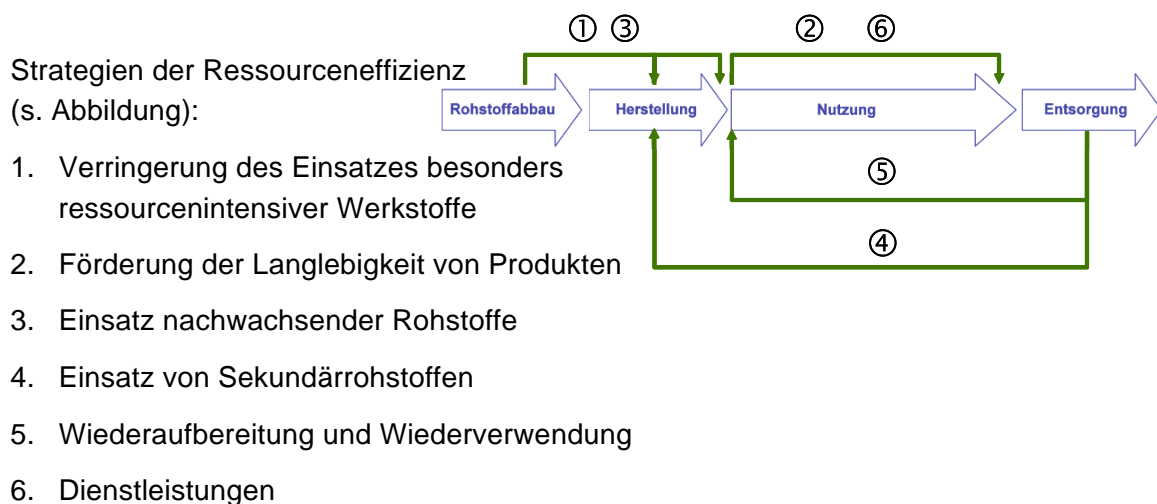 ① ③
② ⑥
Strategien der Ressourceneffizienz
(s. Abbildung):
Rohstoffabbau
Herstellung
Nutzung
Entsorgung
⑤
④
1. Verringerung des Einsatzes besonders
ressourcenintensiver Werkstoffe
2. Förderung der Langlebigkeit von Produkten
3. Einsatz nachwachsender Rohstoffe
4. Einsatz von Sekundärrohstoffen
5. Wiederaufbereitung und Wiederverwendung
6. Dienstleistungen